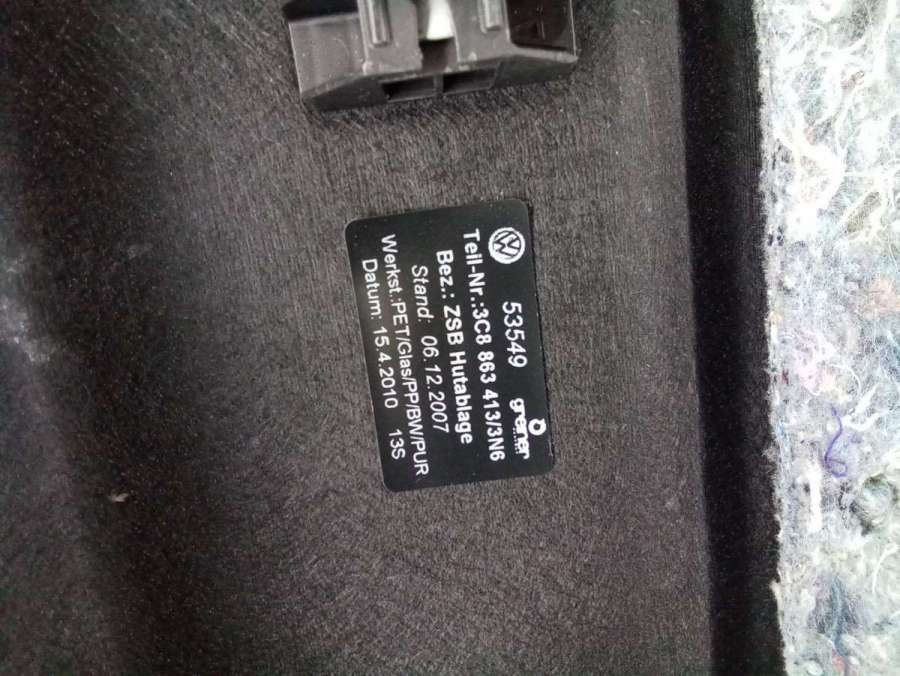 53549
greiner
Teil-Nr.:3C8 863 413/3N6
Bez.: ZSB Hutablage
Stand: 06.12.2007
Werkst.:PET/Glas/PP/BW/PUR
Datum: 15.4.2010 13S